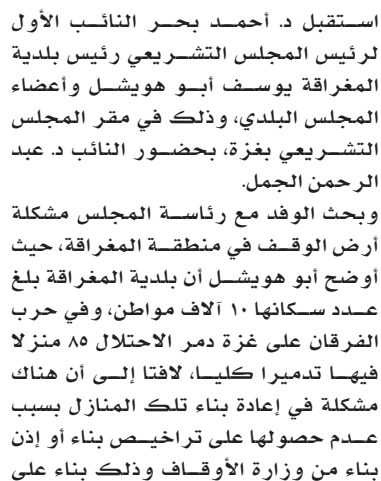 استقبل د. أحمد بحر النائب الأول
لرئيس المجلس التشريعي رئيس بلدية
المغراقة يوسف أبو هويشل وأعضاء
المجلس البلدي، وذلك في مقر المجلس
التشريعي بغزة، بحضور النائب د. عبد
الرحمن الجمل.
وبحث الوفد مع رئاسة المجلس مشكلة
أرض الوقف في منطقة المغراقة، حيث
أوضح أبو هويشل أن بلدية المغراقة بلغ
عدد سكانها ١٠ آلاف مواطن، وفي حرب
الفرقان على غزة دمر الاحتلال ٨٥ منزلا
فيها تدميرا كليا، لافتا إلى أن هناك
مشكلة في إعادة بناء تلك المنازل بسبب
عدم حصولها على تراخيص بناء أو إذن
بناء من وزارة الأوقاف وذلك بناء على